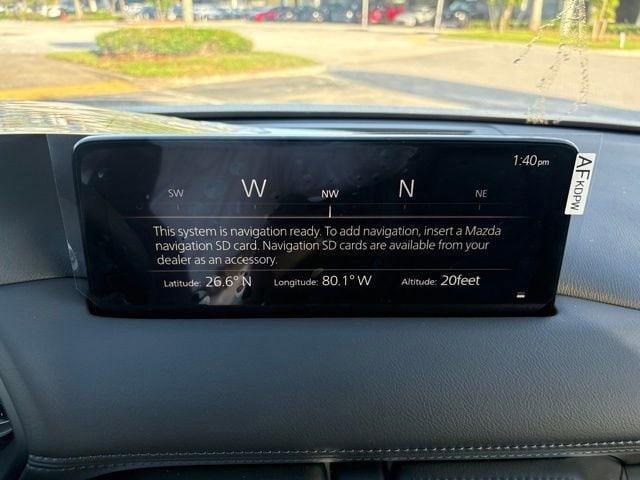 1:40pm
SW W NW N NE
This system is navigation ready. To add navigation, insert a Mazda
navigation SD card. Navigation SD cards are available from your
dealer as an accessory.
Latitude: 26.6° N Longitude: 80.1° W Altitude: 20feet
AF KDPW